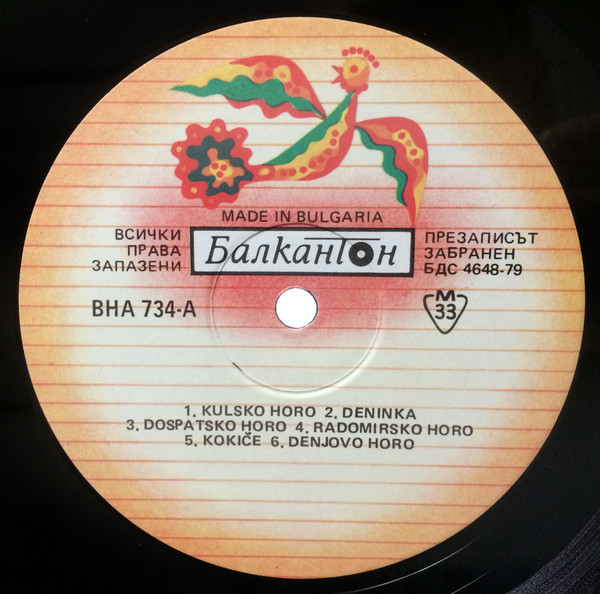 MADE IN BULGARIA
ВСИЧКИ
ПРАВА
ЗАПАЗЕНИ
Балкантон
ПРЕЗАПИСЪТ
ЗАБРАНЕН
БДС 4648-79
ВНА 734-А
М
33
1. KULSKO HORO 2. DENINKA
3. DOSPATSKO HORO 4. RADOMIRSKO HORO
5. KOKIČE 6. DENJOVO HORO